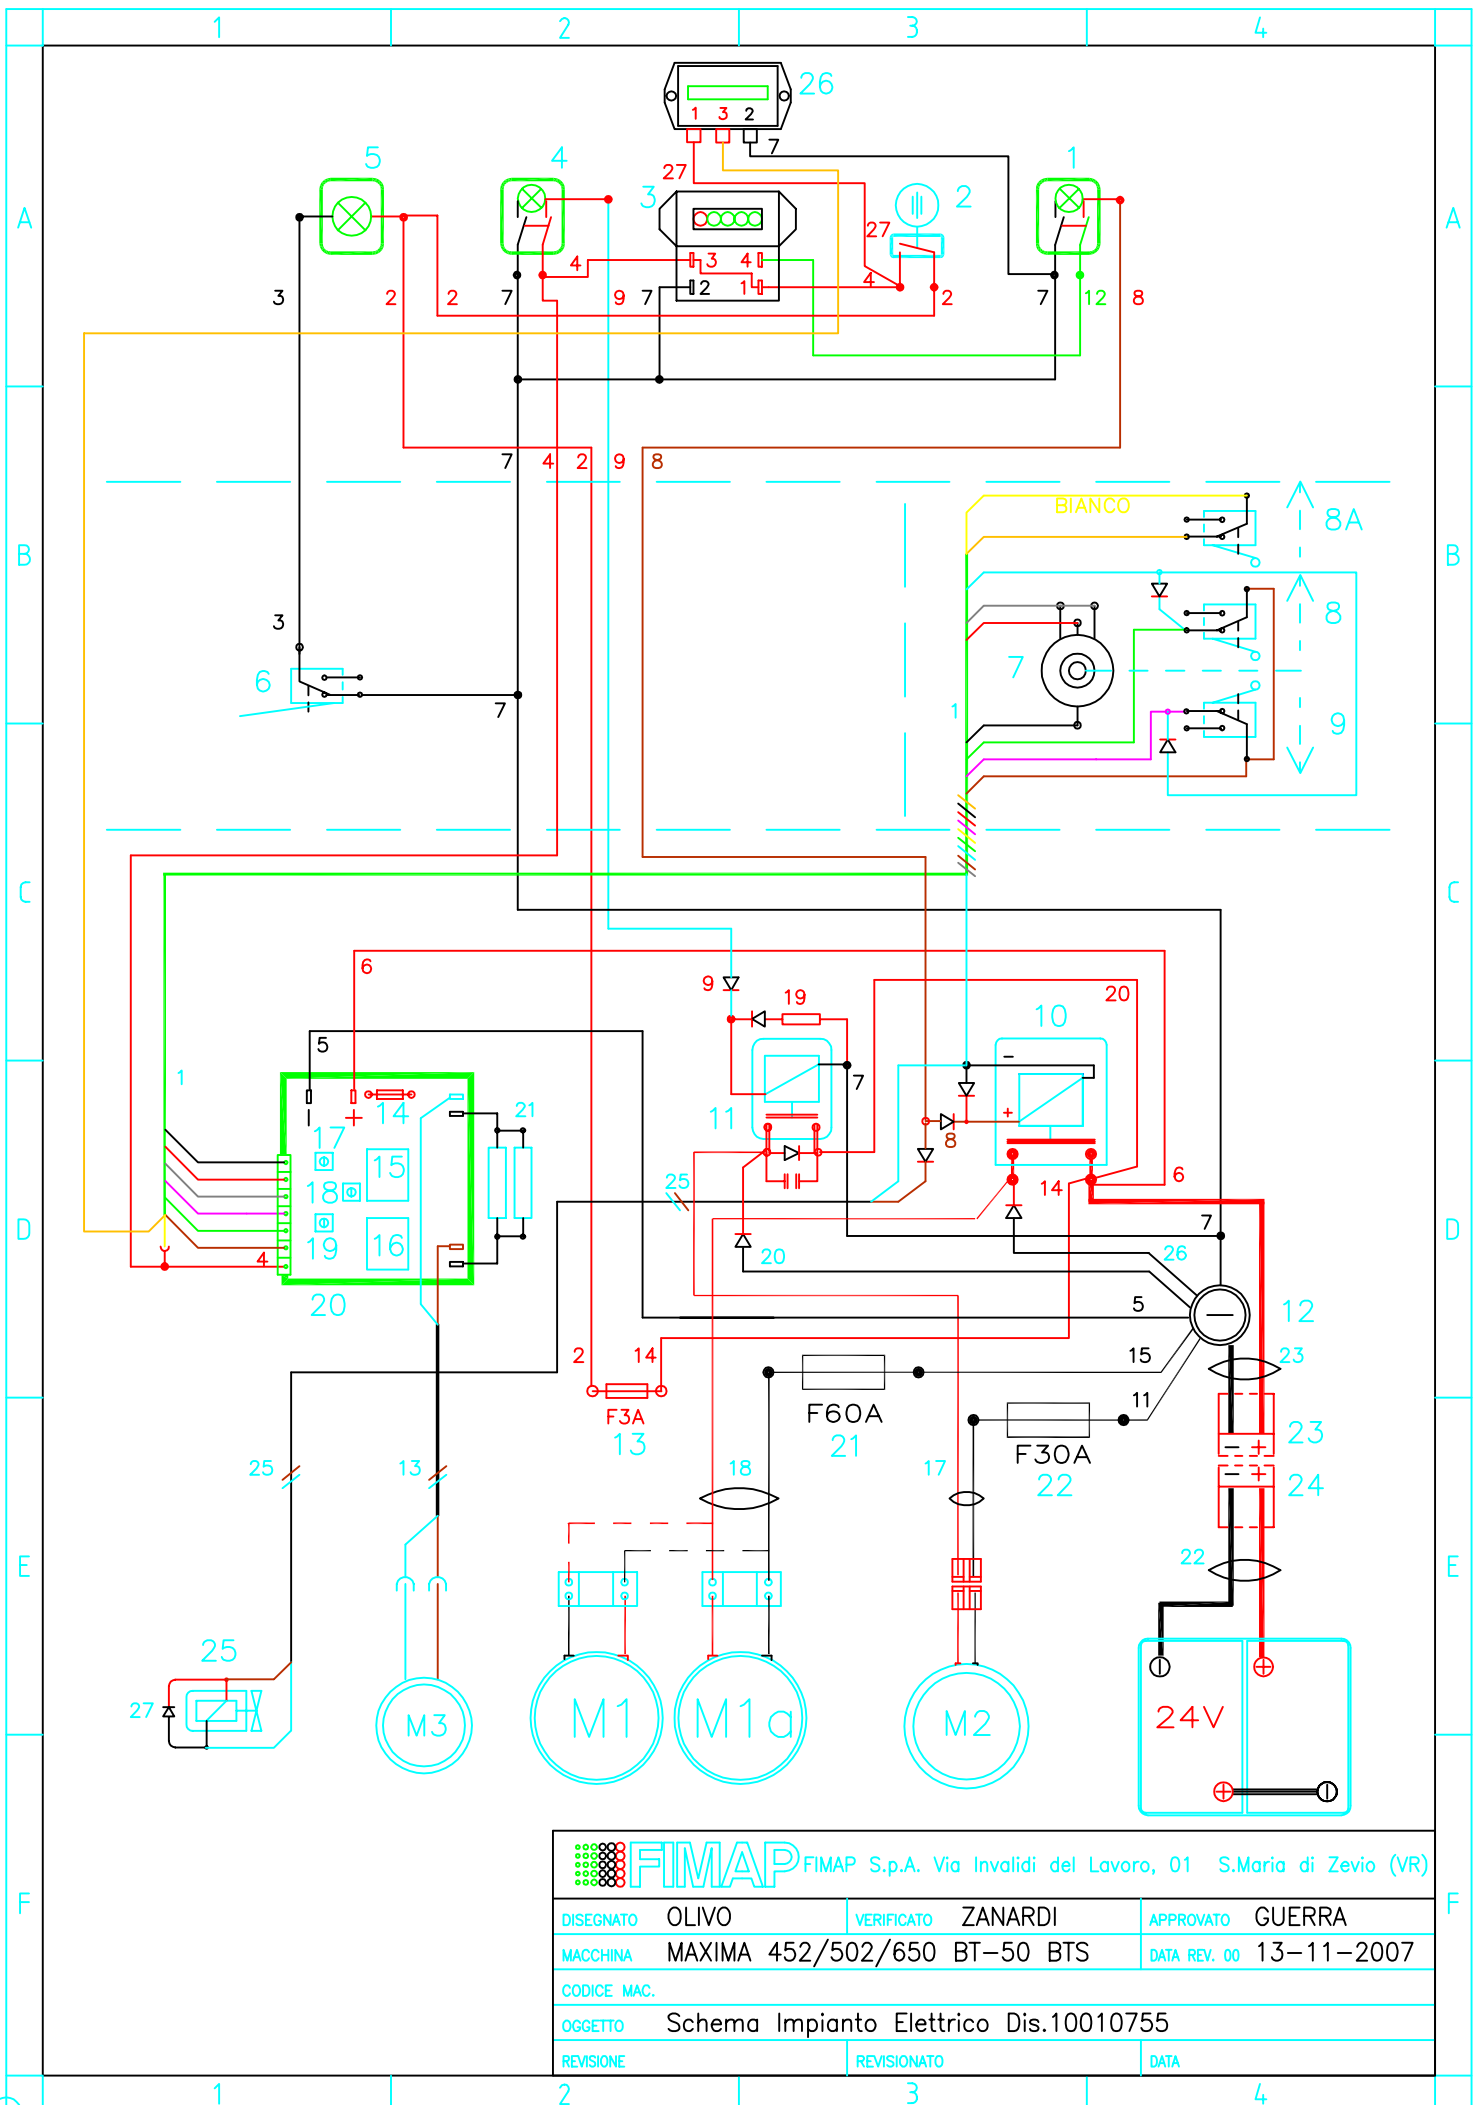 1 2 3 4
26
1 3 2
7
5 4 27 3 2 1
A A
27
3 4
4 4
2 1
3 2 2 7 9 7 2 7 12 8
7 4 2 9 8
BIANCO
8A
B B
3
8
7
6
7
1
9
C C
6
9 19 20
10
5
7
1
-
11
+
8
14 21
17
15
18
25 14 6
D 16 7 D
19
4
20 26
20
5 12
2 14 15 23
F3A
13
F60A
21
11
F30A
22
23
- +
- +
24
25 13 18 17
E E
22
25
27
M3 M1 M1a M2
24V
FIMAP FIMAP S.p.A. Via Invalidi del Lavoro, 01 S.Maria di Zevio (VR)
F F
DISEGNATO OLIVO VERIFICATO ZANARDI APPROVATO GUERRA
MACCHINA MAXIMA 452/502/650 BT-50 BTS DATA REV. 00 13-11-2007
CODICE MAC.
OGGETTO Schema Impianto Elettrico Dis.10010755
REVISIONE REVISIONATO DATA
1 2 3 4